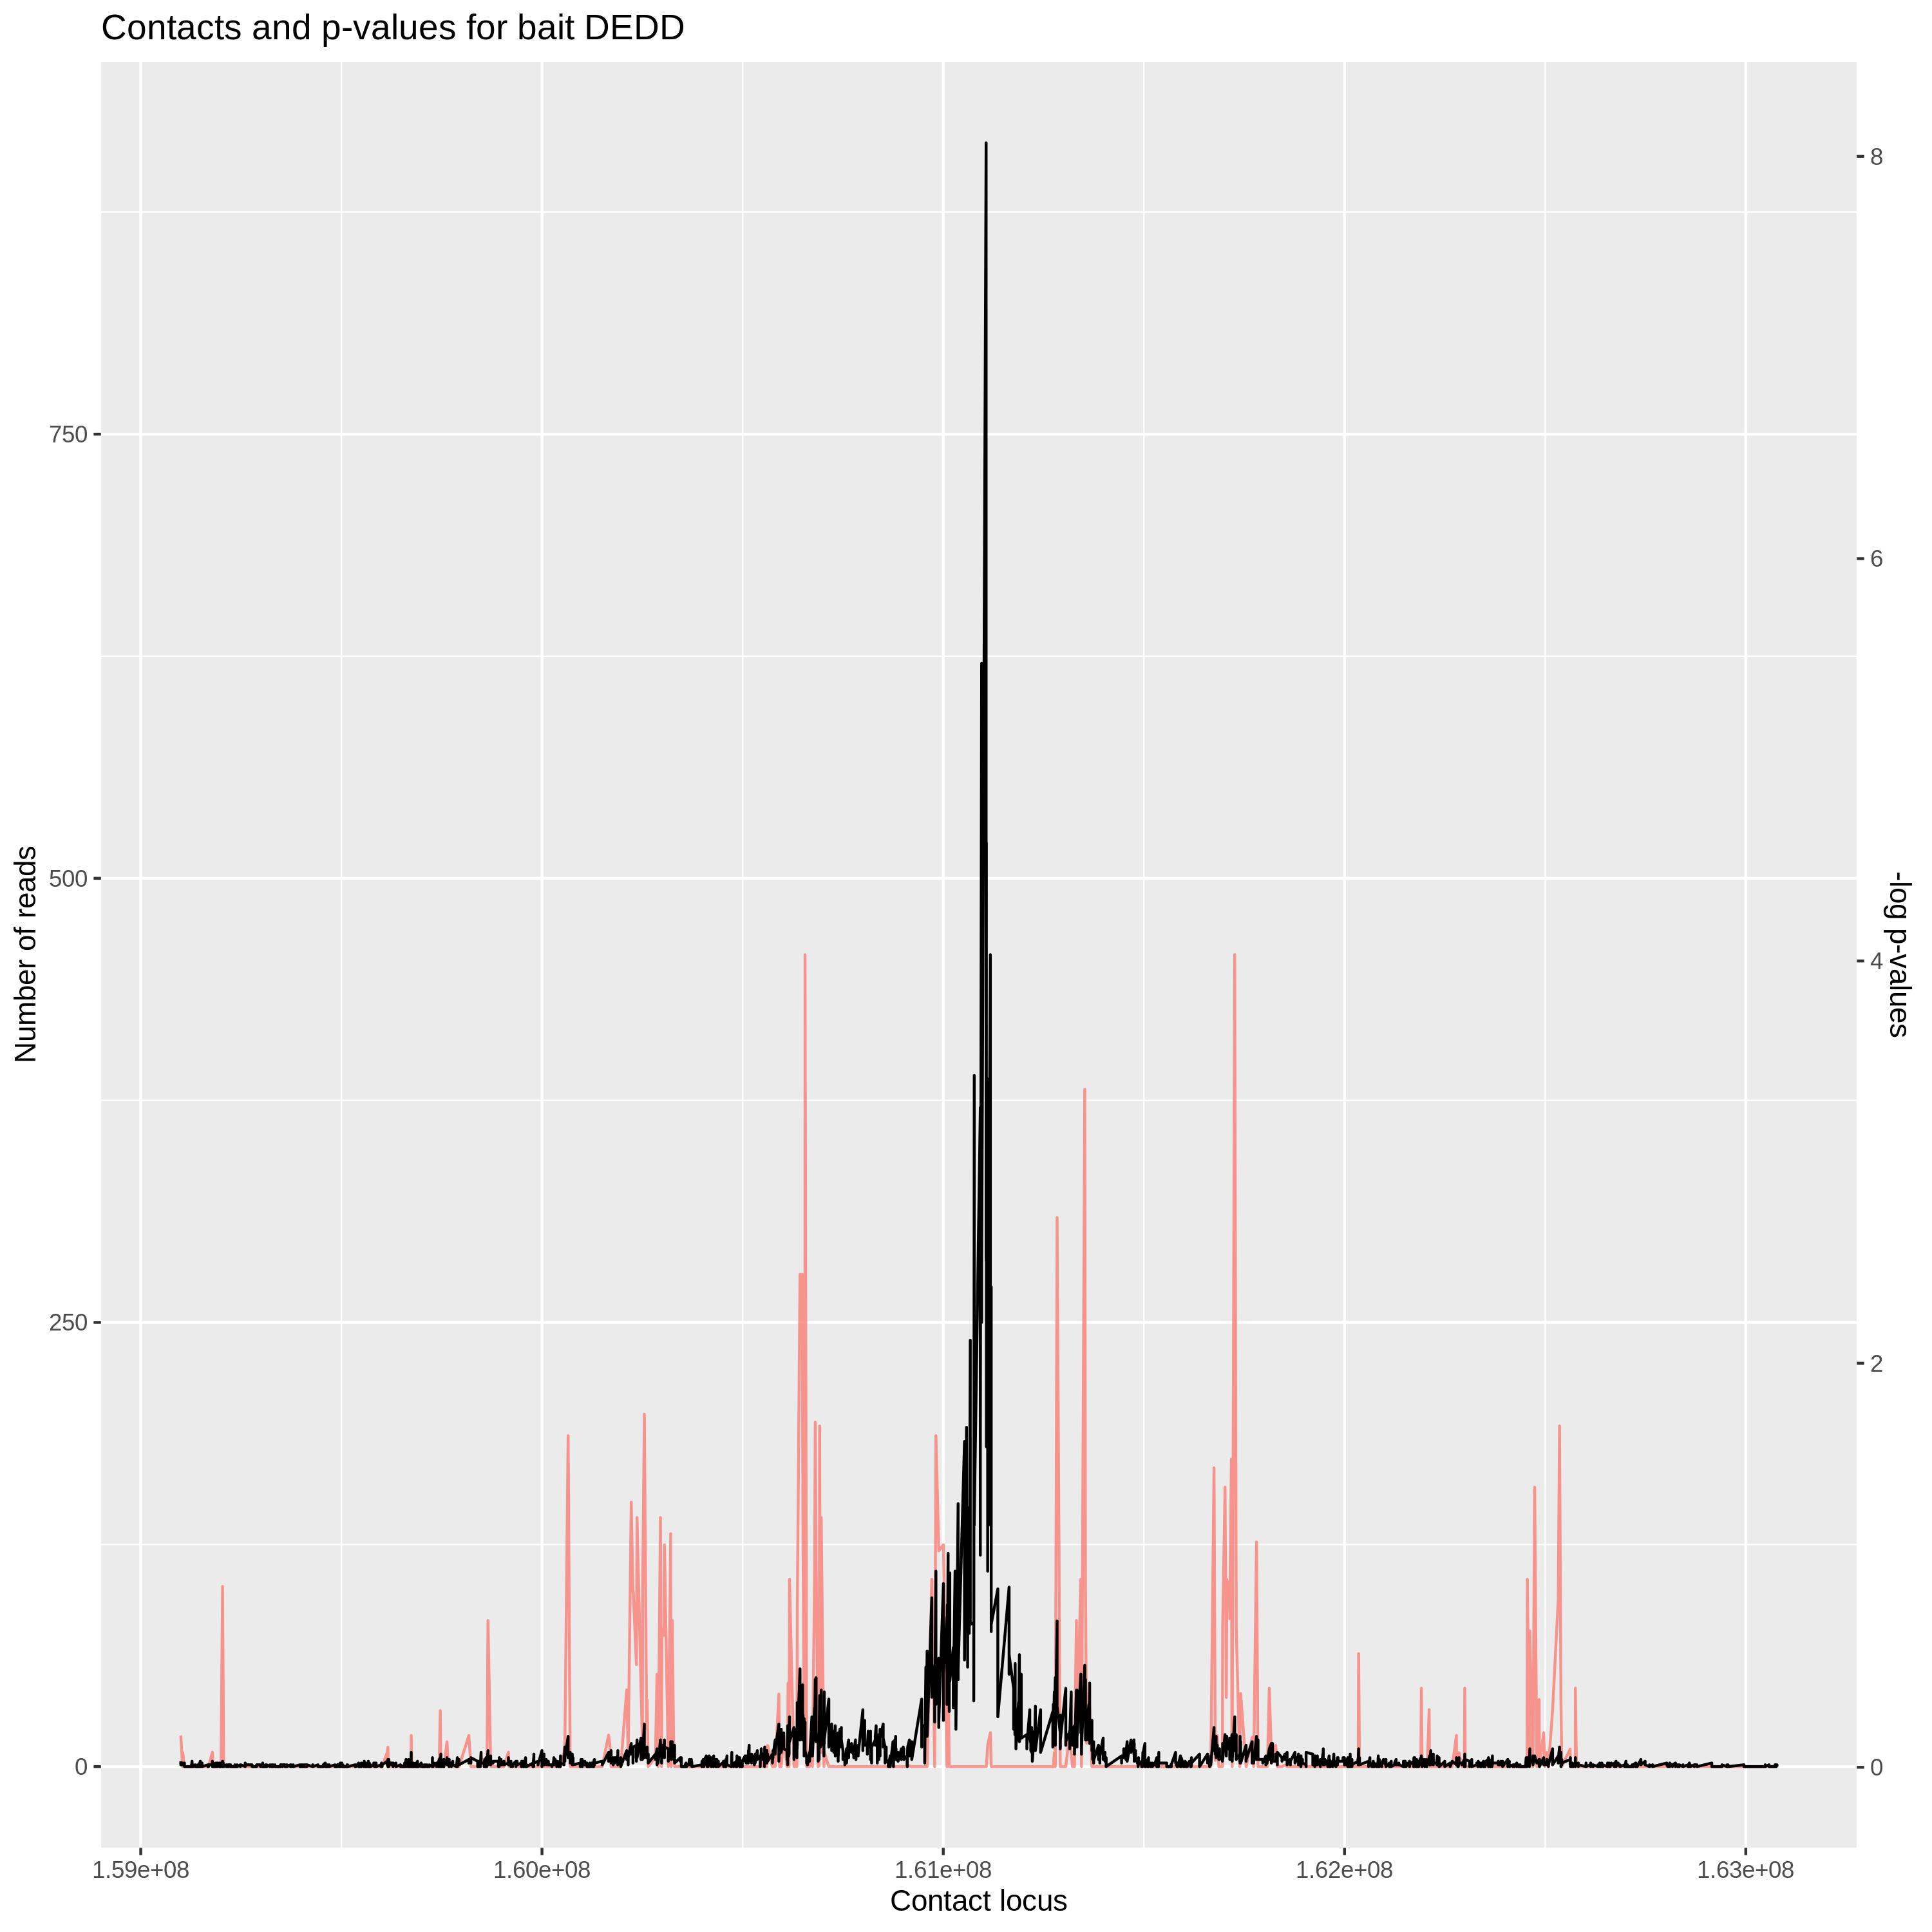 Contacts and p-values for bait DEDD
8
750
6
500
4
250
2
0
0
Number of reads
-log p-values
1.59e+08 1.60e+08 1.61e+08 1.62e+08 1.63e+08
Contact locus